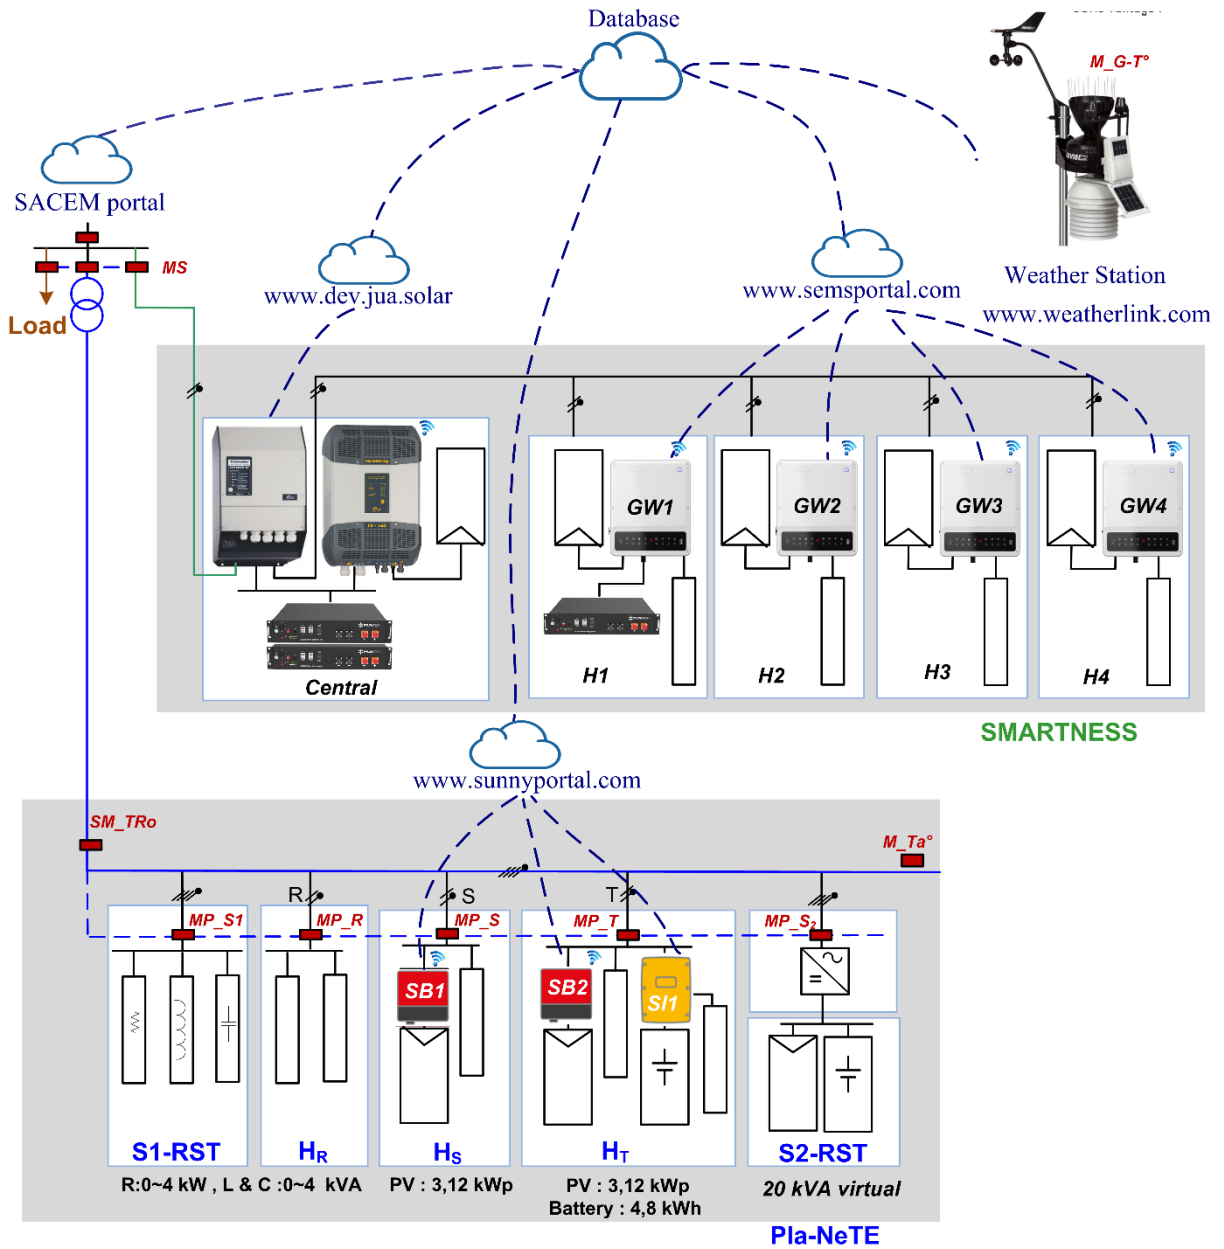 Database
M_G-T°
SACEM portal
MS
Load
www.dev.jua.solar
www.semsportal.com
Weather Station
www.weatherlink.com
GW1
GW2
GW3
GW4
Central
H1
H2
H3
H4
SMARTNESS
www.sunnyportal.com
SM_TRo
M_Ta°
R
S
T
MP_S1
MP_R
MP_S
MP_T
MP_S2
SB1
SB2
SI1
S1-RST
HR
HS
HT
S2-RST
R:0~4 kW , L & C :0~4 kVA
PV : 3,12 kWp
PV : 3,12 kWp
Battery : 4,8 kWh
20 kVA virtual
Pla-NeTE